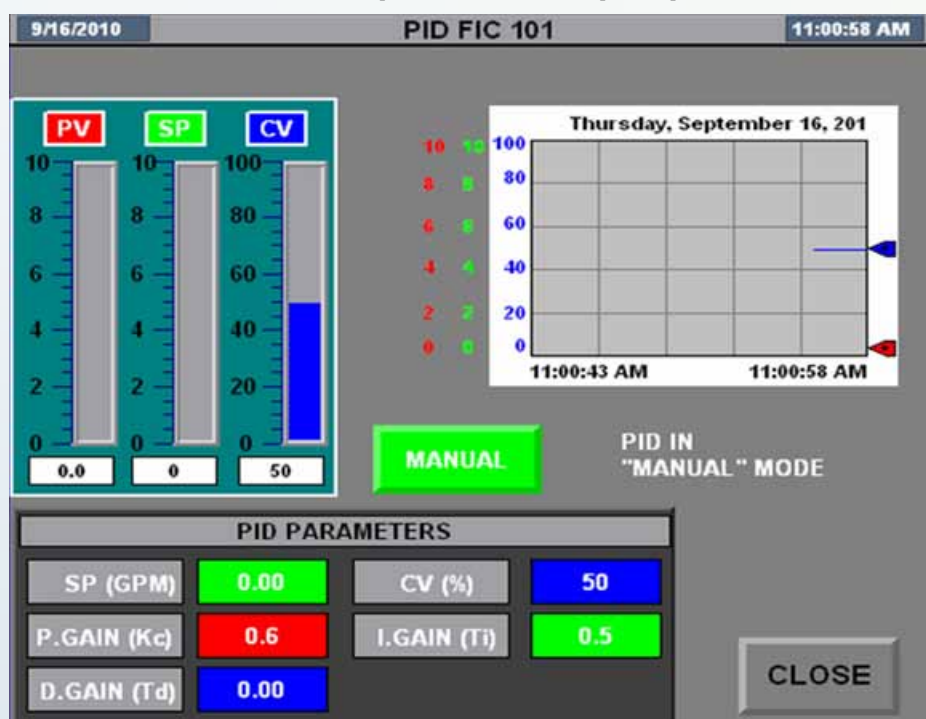 9/16/2010 PID FIC 101 11:00:58 AM
PV SP CV
10 10 100
8 8 80
6 6 60
4 4 40
2 2 20
0 0 0
0.0 0 50
Thursday, September 16, 201
10 10 100
8 8 80
6 6 60
4 4 40
2 2 20
0 0 0
11:00:43 AM 11:00:58 AM
MANUAL
PID IN
"MANUAL" MODE
PID PARAMETERS
SP (GPM) 0.00 CV (%) 50
P.GAIN (Kc) 0.6 I.GAIN (Ti) 0.5
D.GAIN (Td) 0.00
CLOSE